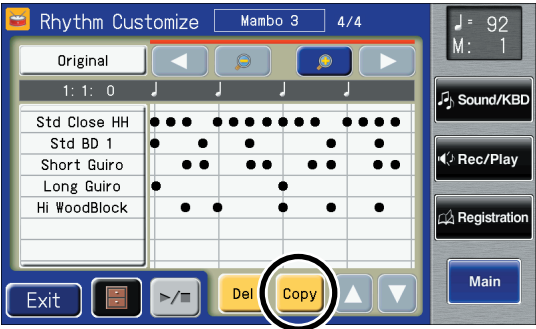 Rhythm Customize Mambo 3 4/4
♩= 92
M: 1
Original
1: 1: 0
Std Close HH
Std BD 1
Short Guiro
Long Guiro
Hi WoodBlock
Sound/KBD
Rec/Play
Registration
Main
Exit
Del
Copy